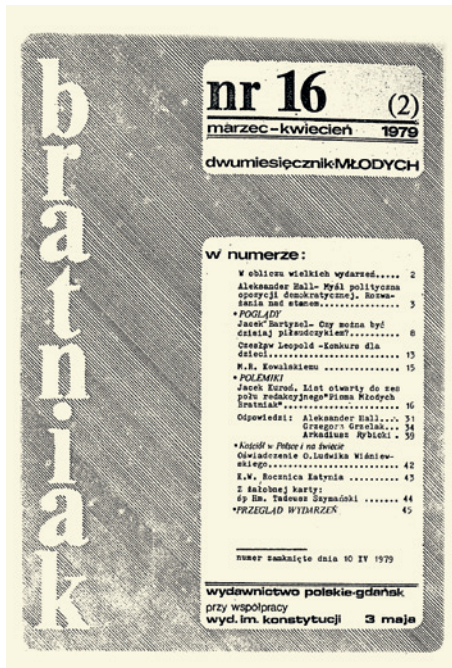 bratniak
nr 16 (2)
marzec-kwiecień 1979
dwumiesięcznik·MŁODYCH
w numerze:
W obliczu wielkich wydarzeń..... 2
Aleksander Hall- Myśl polityczna
opozycji demokratycznej. Rozwa-
żania nad stanem............... 3
•POGLĄDY
Jacek Bartyzel- Czy można być
dzisiaj piłsudczykiem?.......... 8
Czesław Leopold -Konkurs dla
dzieci......................... 13
M.R. Kowalskiemu .............. 15
•POLEMIKI
Jacek Kuroń. List otwarty do zes
połu redakcyjnego"Pisma Młodych
Bratniak"...................... 16
Odpowiedzi: Aleksander Hall... 31
Grzegorz Grzelak... 34
Arkadiusz Rybicki . 39
•Kościół w Polsce i na świecie
Oświadczenie O.Ludwika Wiśniew-
skiego......................... 42
K.W. Rocznica Katynia ......... 43
Z żałobnej karty:
śp Hm. Tadeusz Szymański ....... 44
•PRZEGLĄD WYDARZEŃ 45
numer zamknięto dnia 10 IV 1979
wydawnictwo polskie-gdańsk
przy współpracy
wyd. im. konstytucji 3 maja